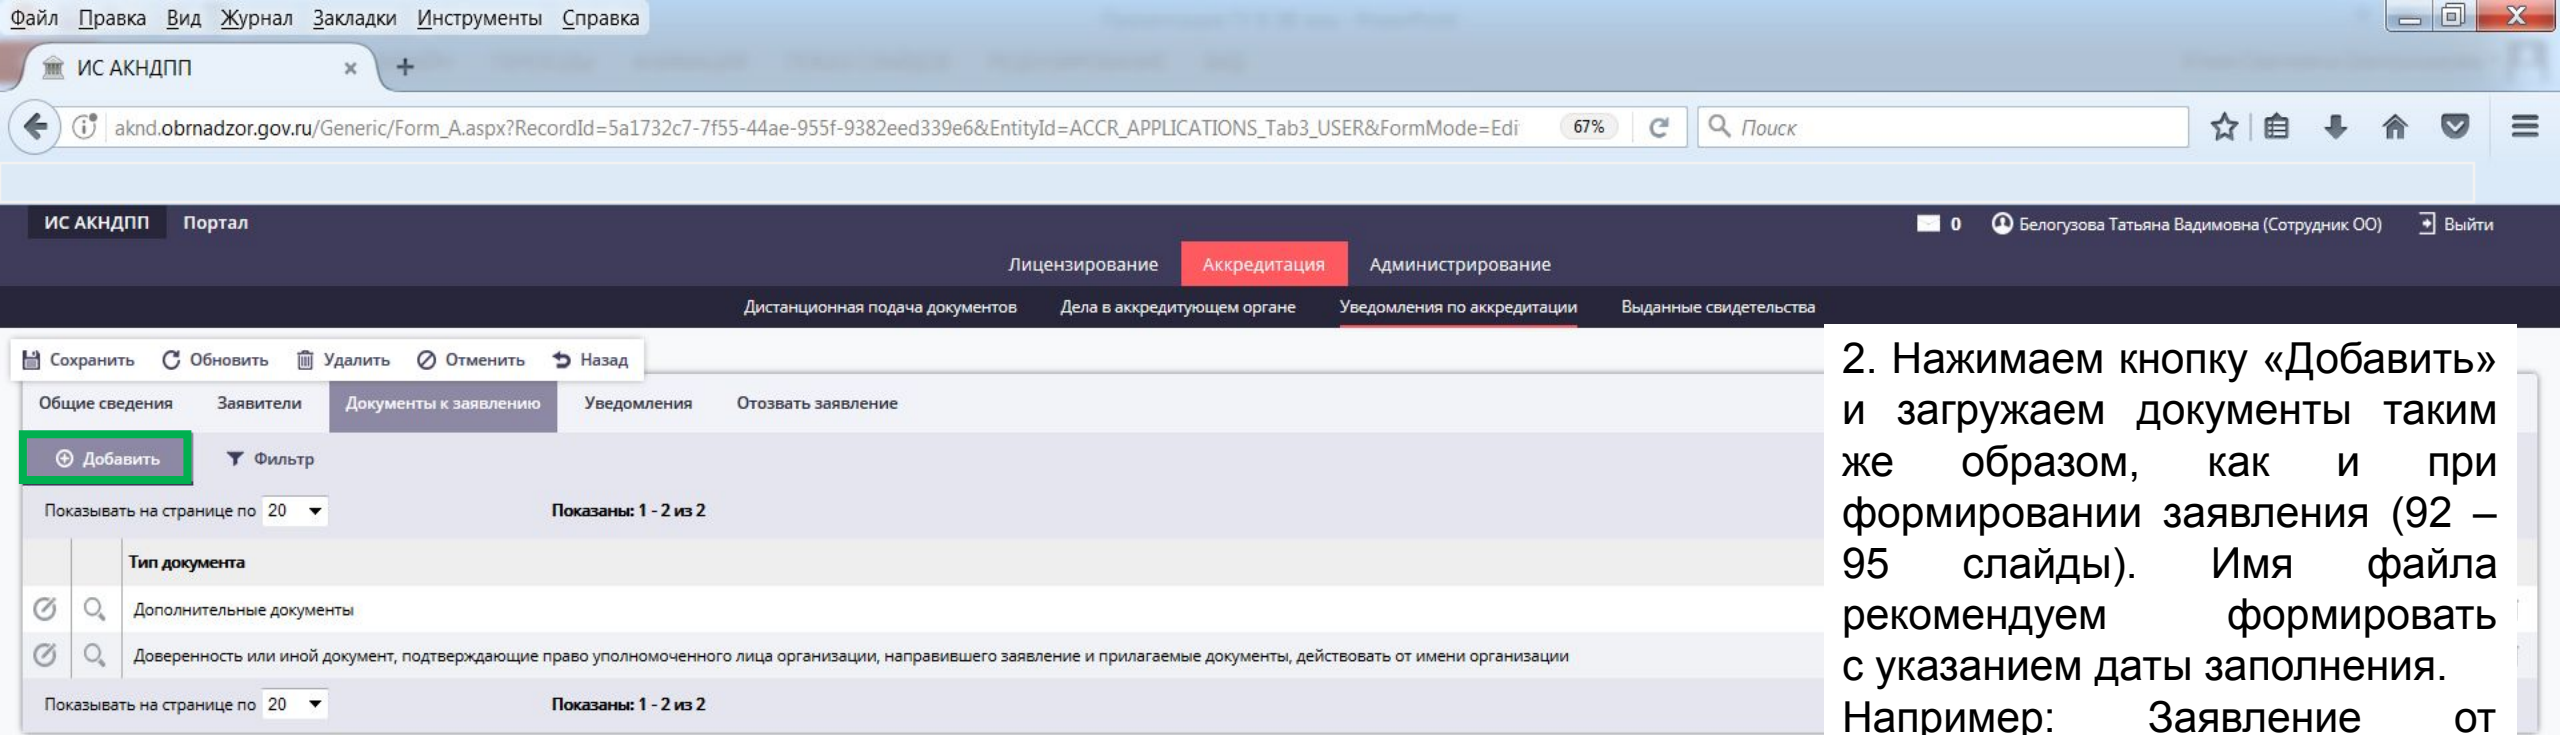 Файл Правка Вид Журнал Закладки Инструменты Справка
ИС АКНДПП
aknd.obrnadzor.gov.ru/Generic/Form_A.aspx?RecordId=5a1732c7-7f55-44ae-955f-9382eed339e6&EntityId=ACCR_APPLICATIONS_Tab3_USER&FormMode=Edi 67% Поиск
ИС АКНДПП Портал 0 Белогузова Татьяна Вадимовна (Сотрудник ОО) Выйти
Лицензирование Аккредитация Администрирование
Дистанционная подача документов Дела в аккредитующем органе Уведомления по аккредитации Выданные свидетельства
Сохранить Обновить Удалить Отменить Назад
Общие сведения Заявители Документы к заявлению Уведомления Отозвать заявление
Добавить Фильтр
Показывать на странице по 20 Показаны: 1 - 2 из 2
Тип документа
Дополнительные документы
Доверенность или иной документ, подтверждающие право уполномоченного лица организации, направившего заявление и прилагаемые документы, действовать от имени организации
Показывать на странице по 20 Показаны: 1 - 2 из 2
2. Нажимаем кнопку «Добавить»
и загружаем документы таким
же образом, как и при
формировании заявления (92 –
95 слайды). Имя файла
рекомендуем формировать
с указанием даты заполнения.
Например: Заявление от